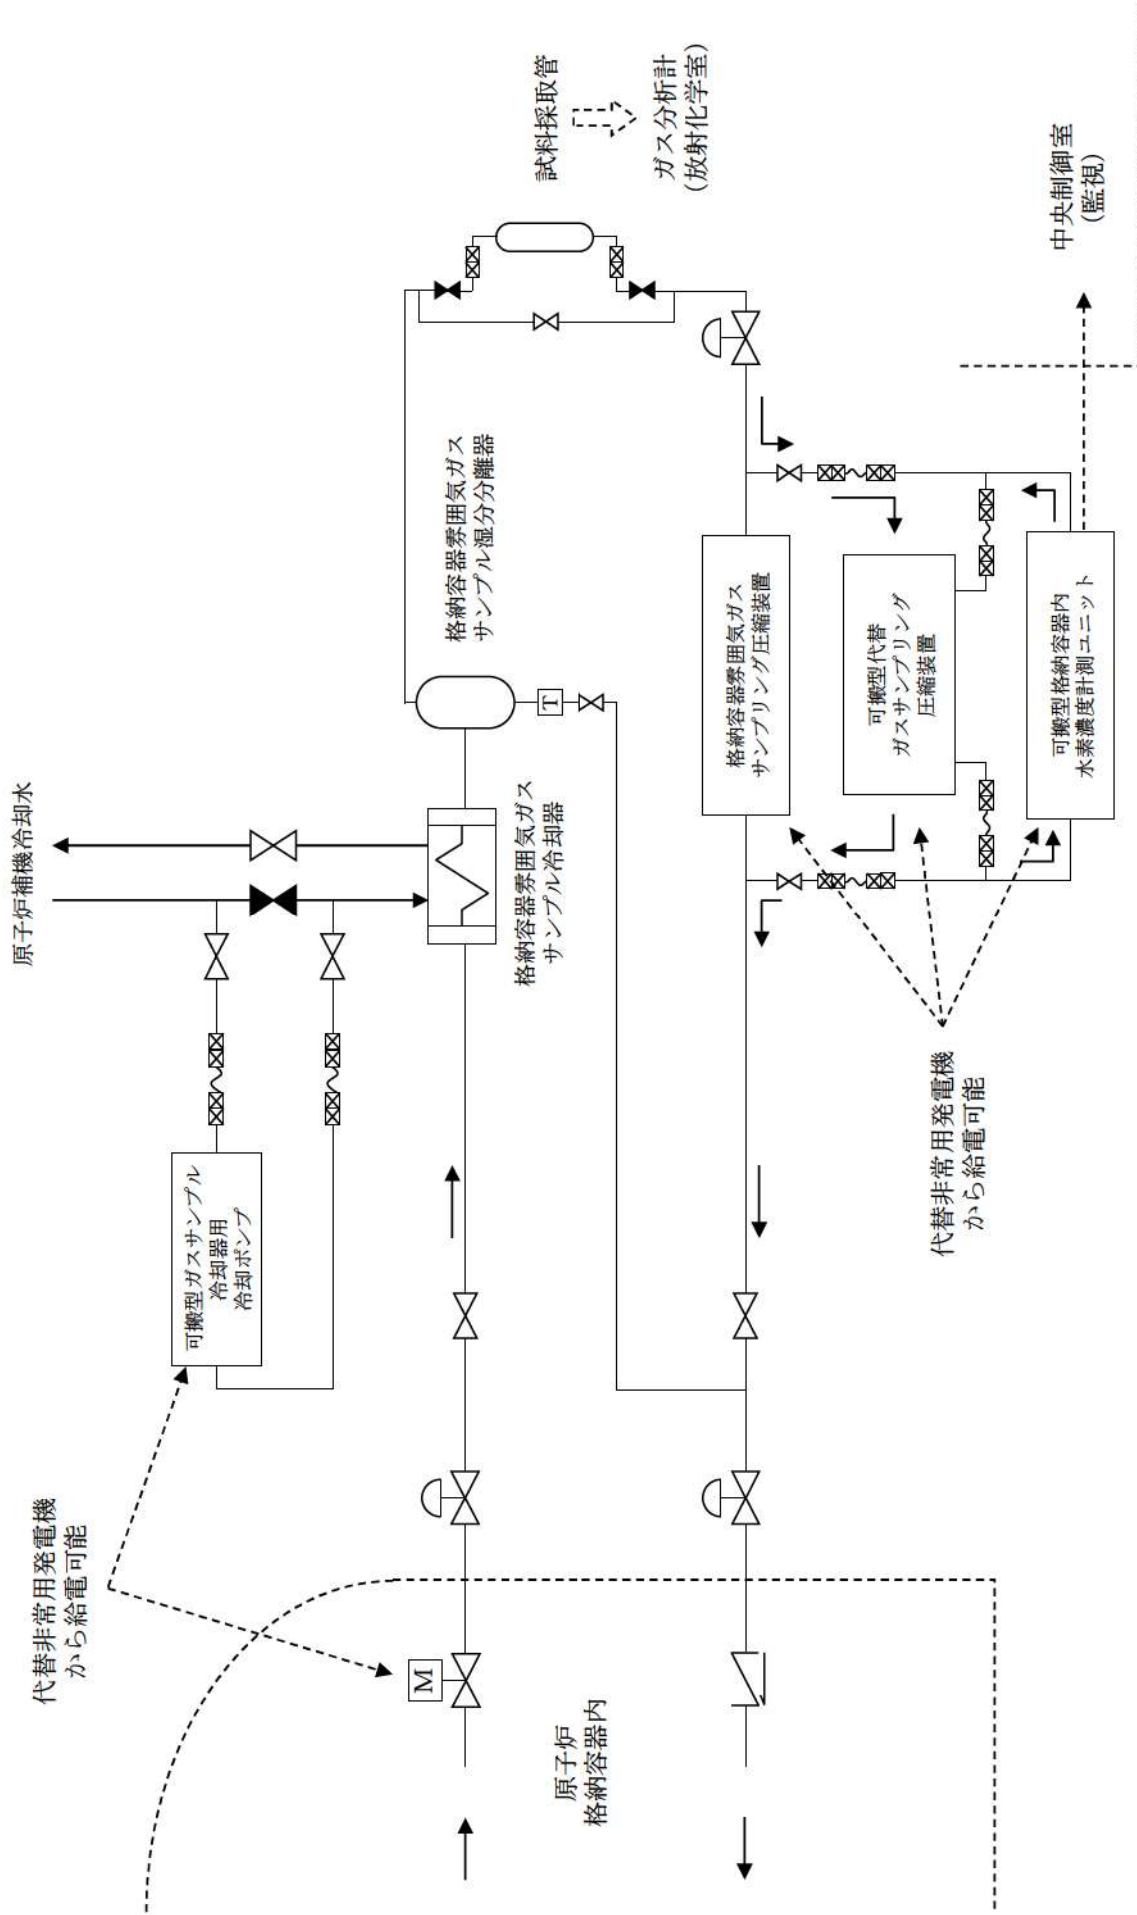 原子炉補機冷却水
代替非常用発電機
から給電可能
可搬型ガスサンプル
冷却器用
冷却ポンプ
M
原子炉
格納容器内
格納容器雰囲気ガス
サンプル冷却器
格納容器雰囲気ガス
サンプル湿分分離器
T
試料採取管
ガス分析計
(放射化学室)
格納容器雰囲気ガス
サンプリング圧縮装置
可搬型代替
ガスサンプリング
圧縮装置
可搬型格納容器内
水素濃度計測ユニット
代替非常用発電機
から給電可能
中央制御室
(監視)